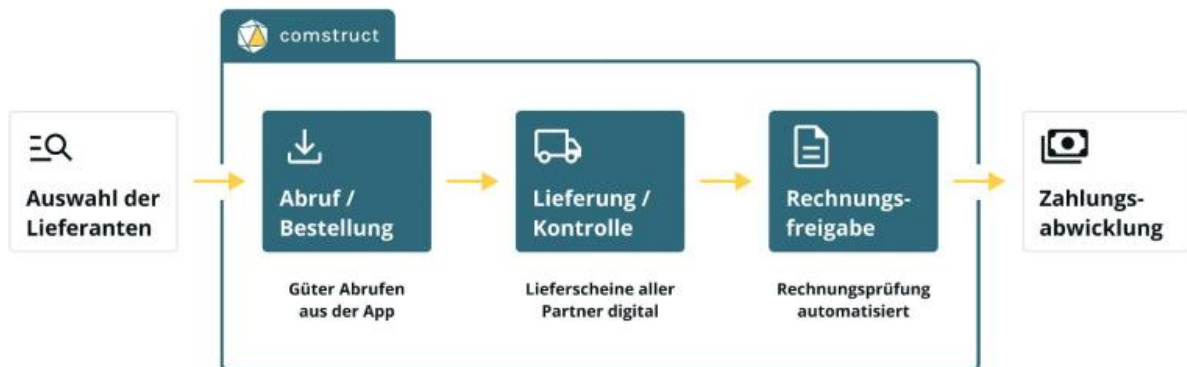 comstruct
Auswahl der
Lieferanten
Abruf /
Bestellung
Güter Abrufen
aus der App
Lieferung /
Kontrolle
Lieferscheine aller
Partner digital
Rechnungs-
freigabe
Rechnungsprüfung
automatisiert
Zahlungs-
abwicklung